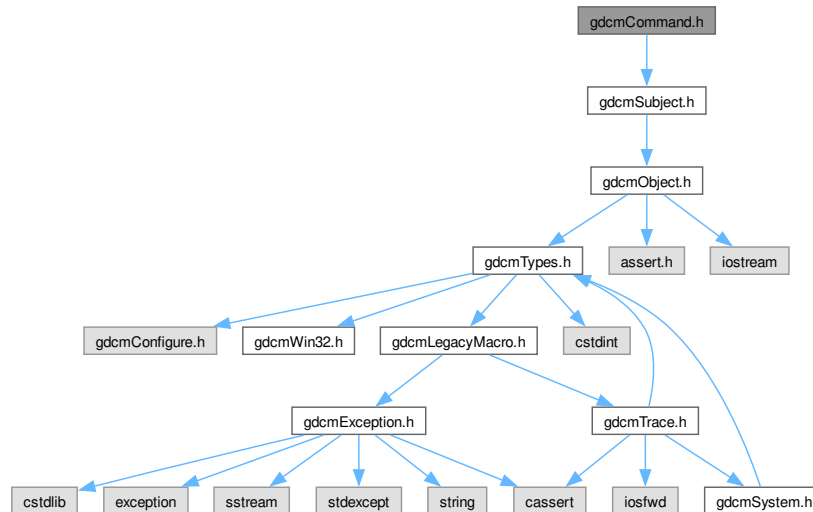 gdcmCommand.h
gdcmSubject.h
gdcmObject.h
gdcmTypes.h
assert.h
iostream
gdcmConfigure.h
gdcmWin32.h
gdcmLegacyMacro.h
cstdint
gdcmException.h
gdcmTrace.h
cstdlib
exception
sstream
stdexcept
string
cassert
iosfwd
gdcmSystem.h